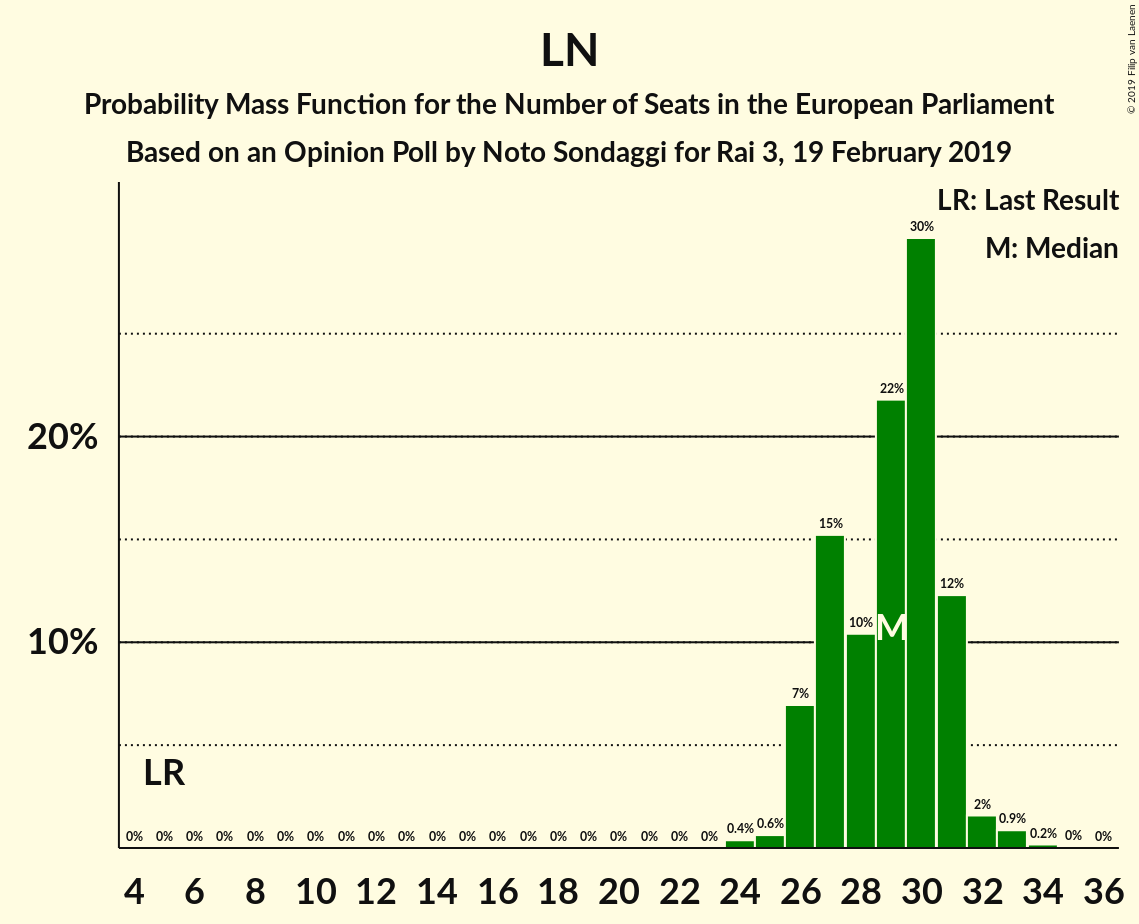 LN
Probability Mass Function for the Number of Seats in the European Parliament
Based on an Opinion Poll by Noto Sondaggi for Rai 3, 19 February 2019
© 2019 Filip van Laenen
LR: Last Result
M: Median
30%
22%
20%
15%
12%
10%
M
10%
7%
LR
0% 0% 0% 0% 0% 0% 0% 0% 0% 0% 0% 0% 0% 0% 0% 0% 0% 0% 0% 0% 0.4% 0.6% 2% 0.9% 0.2% 0% 0%
4 6 8 10 12 14 16 18 20 22 24 26 28 30 32 34 36